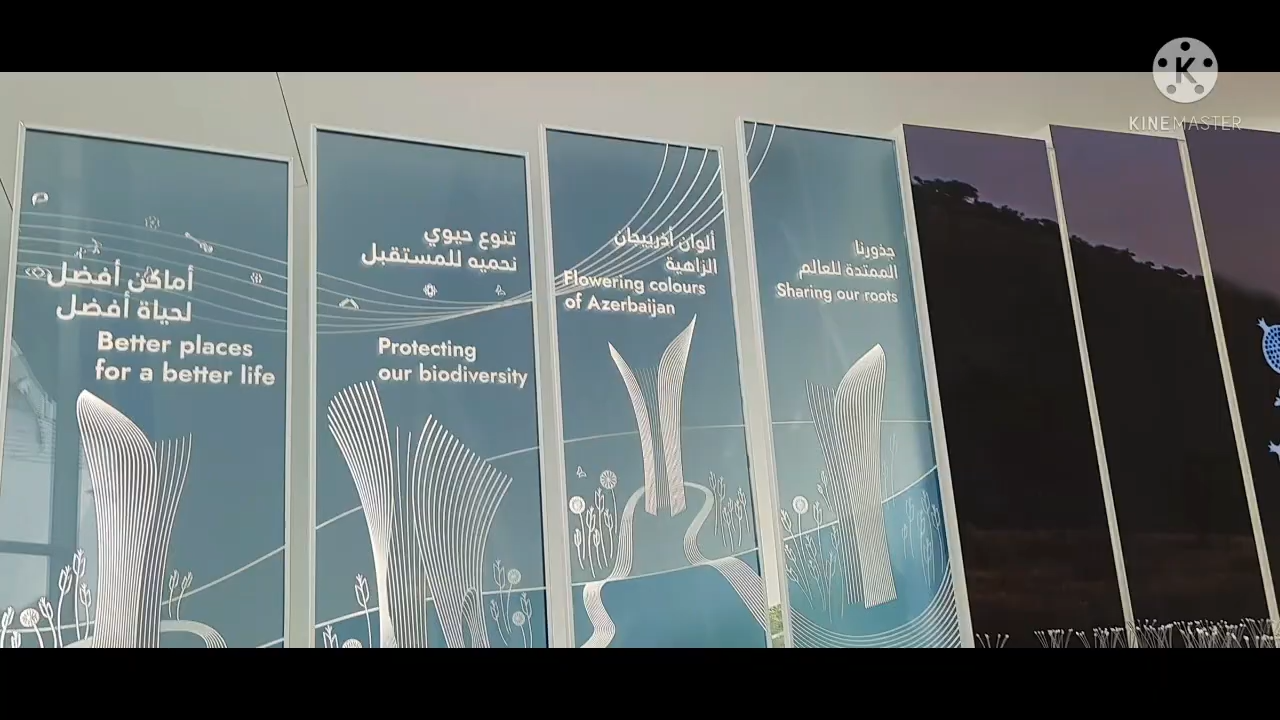 أماكن أفضل
لحياة أفضل
Better places
for a better life
تنوع حيوي
نحميه للمستقبل
Protecting
our biodiversity
ألوان أذربيجان
الزاهية
Flowering colours
of Azerbaijan
جذورنا
الممتدة للعالم
Sharing our roots
K
KINEMASTER